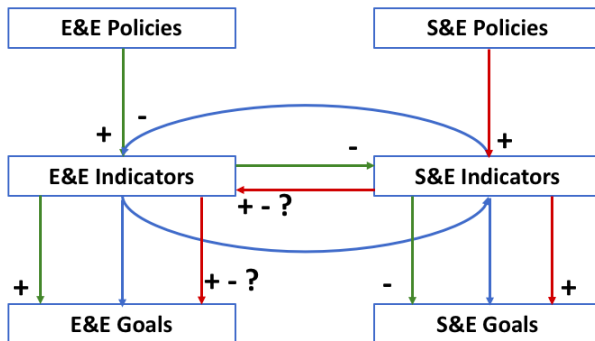 E&E Policies
S&E Policies
-
+
-
+
E&E Indicators
S&E Indicators
+ - ?
+
+ - ?
-
+
E&E Goals
S&E Goals